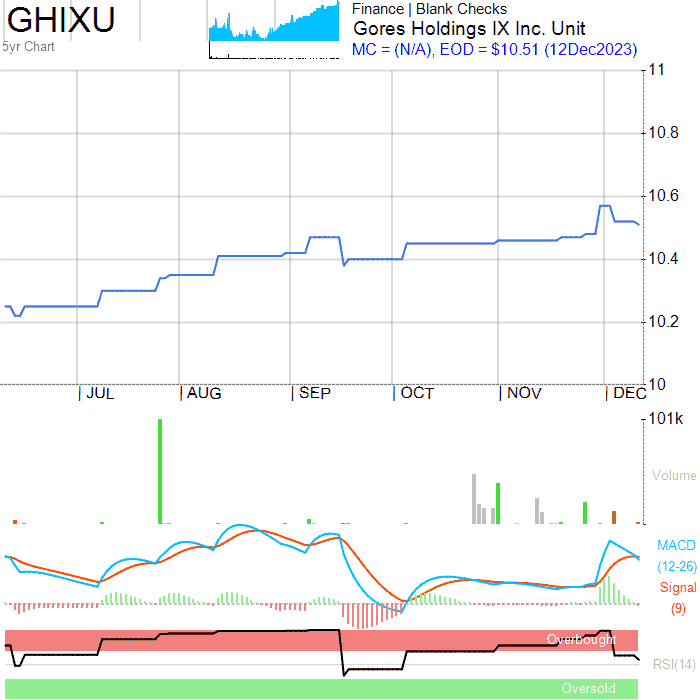 GHIXU
5yr Chart
Finance | Blank Checks
Gores Holdings IX Inc. Unit
MC = (N/A), EOD = $10.51 (12Dec2023)
11
10.8
10.6
10.4
10.2
10
| JUL | AUG | SEP | OCT | NOV | DEC
101k
Volume
MACD
(12-26)
Signal
(9)
Overbought
RSI(14)
Oversold